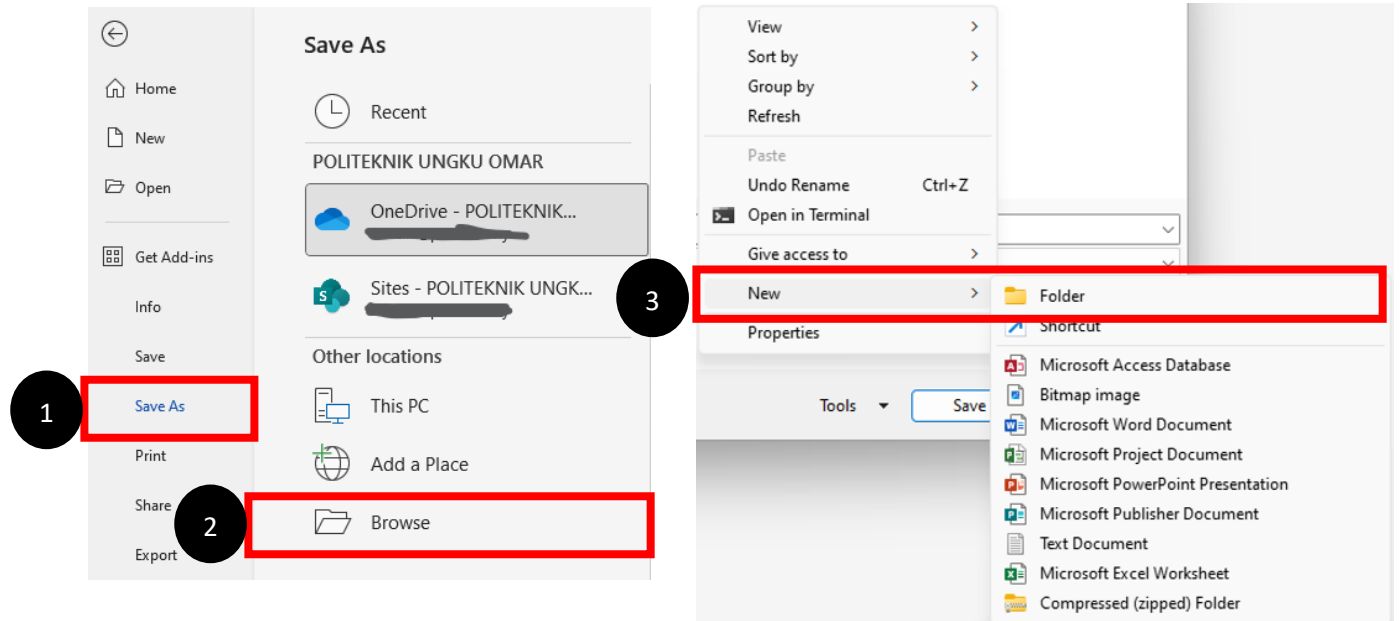 Save As
Home
New
Open
Get Add-ins
Info
Save
1
Save As
Print
Share
Export
Recent
POLITEKNIK UNGKU OMAR
OneDrive - POLITEKNIK...
Sites - POLITEKNIK UNGK...
Other locations
This PC
Add a Place
2
Browse
View
Sort by
Group by
Refresh
Paste
Undo Rename Ctrl+Z
Open in Terminal
Give access to
3
New
Properties
Folder
Shortcut
Microsoft Access Database
Bitmap image
Microsoft Word Document
Microsoft Project Document
Microsoft PowerPoint Presentation
Microsoft Publisher Document
Text Document
Microsoft Excel Worksheet
Compressed (zipped) Folder
Tools
Save